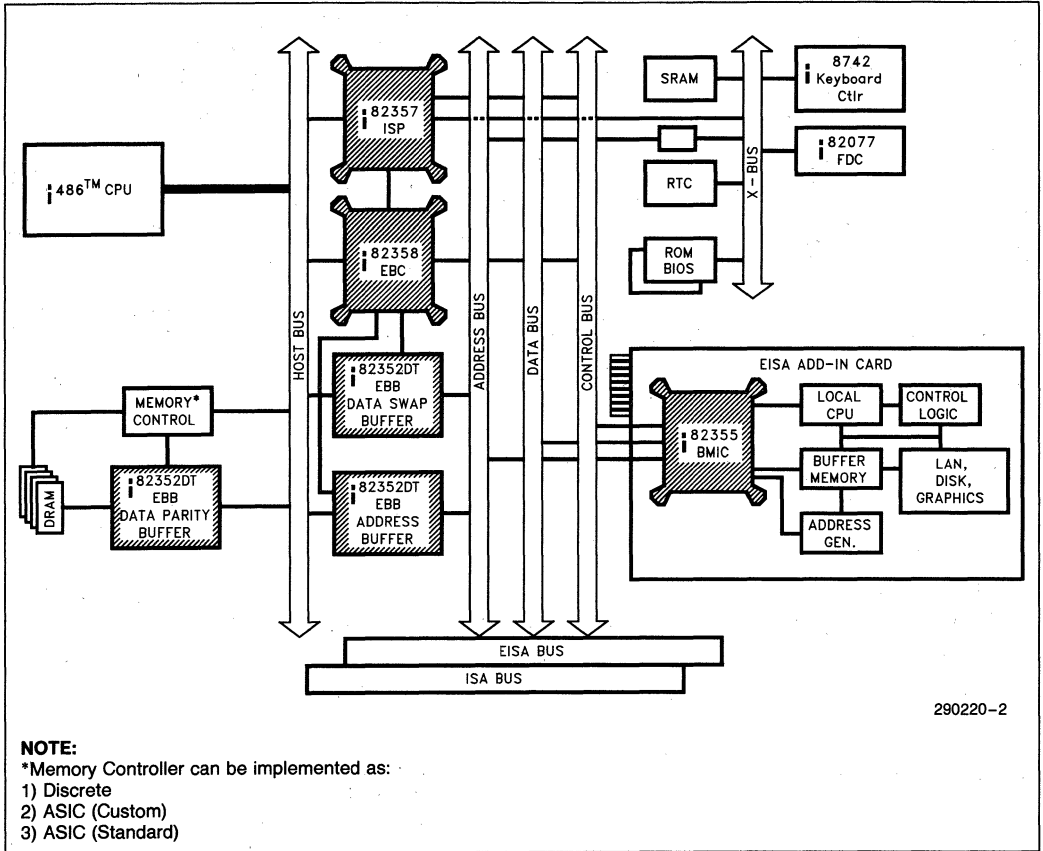 i486™ CPU
HOST BUS
i 82357
ISP
i 82358
EBC
i 82352DT
EBB
DATA SWAP
BUFFER
i 82352DT
EBB
ADDRESS
BUFFER
MEMORY*
CONTROL
DRAM
i 82352DT
EBB
DATA PARITY
BUFFER
ADDRESS BUS
DATA BUS
CONTROL BUS
SRAM
RTC
ROM
BIOS
X-BUS
i 8742
Keyboard
Ctlr
i 82077
FDC
EISA ADD-IN CARD
i 82355
BMIC
LOCAL
CPU
CONTROL
LOGIC
BUFFER
MEMORY
LAN,
DISK,
GRAPHICS
ADDRESS
GEN.
EISA BUS
ISA BUS
290220-2
NOTE:
*Memory Controller can be implemented as:
1) Discrete
2) ASIC (Custom)
3) ASIC (Standard)